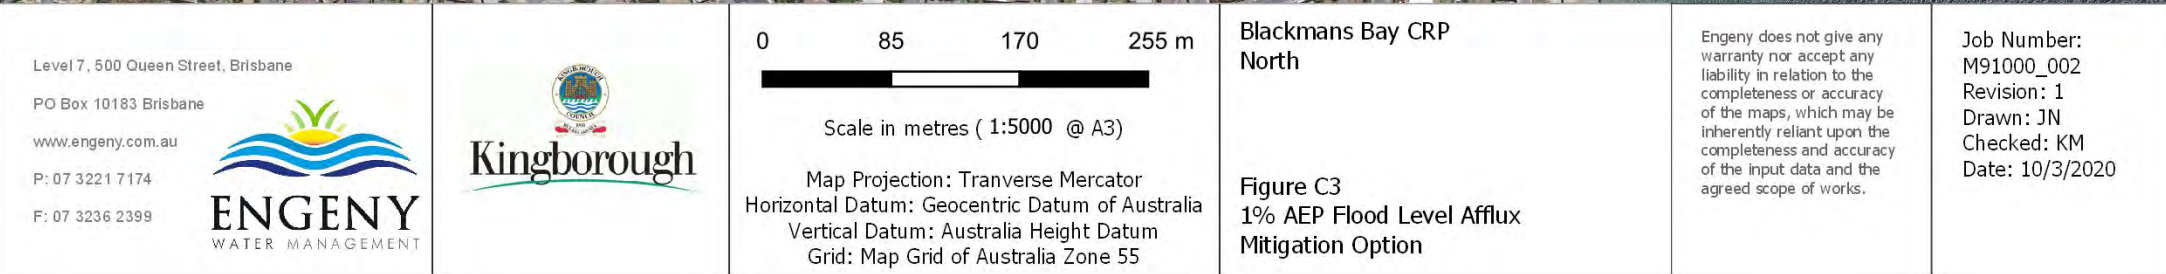 Level 7, 500 Queen Street, Brisbane
PO Box 10183 Brisbane
www.engeny.com.au
P: 07 3221 7174
F: 07 3236 2399
ENGENY
WATER MANAGEMENT
KINGBOROUGH
COUNCIL
Kingborough
0 85 170 255 m
Scale in metres ( 1:5000 @ A3)
Map Projection: Tranverse Mercator
Horizontal Datum: Geocentric Datum of Australia
Vertical Datum: Australia Height Datum
Grid: Map Grid of Australia Zone 55
Blackmans Bay CRP
North
Figure C3
1% AEP Flood Level Afflux
Mitigation Option
Engeny does not give any
warranty nor accept any
liability in relation to the
completeness or accuracy
of the maps, which may be
inherently reliant upon the
completeness and accuracy
of the input data and the
agreed scope of works.
Job Number:
M91000_002
Revision: 1
Drawn: JN
Checked: KM
Date: 10/3/2020